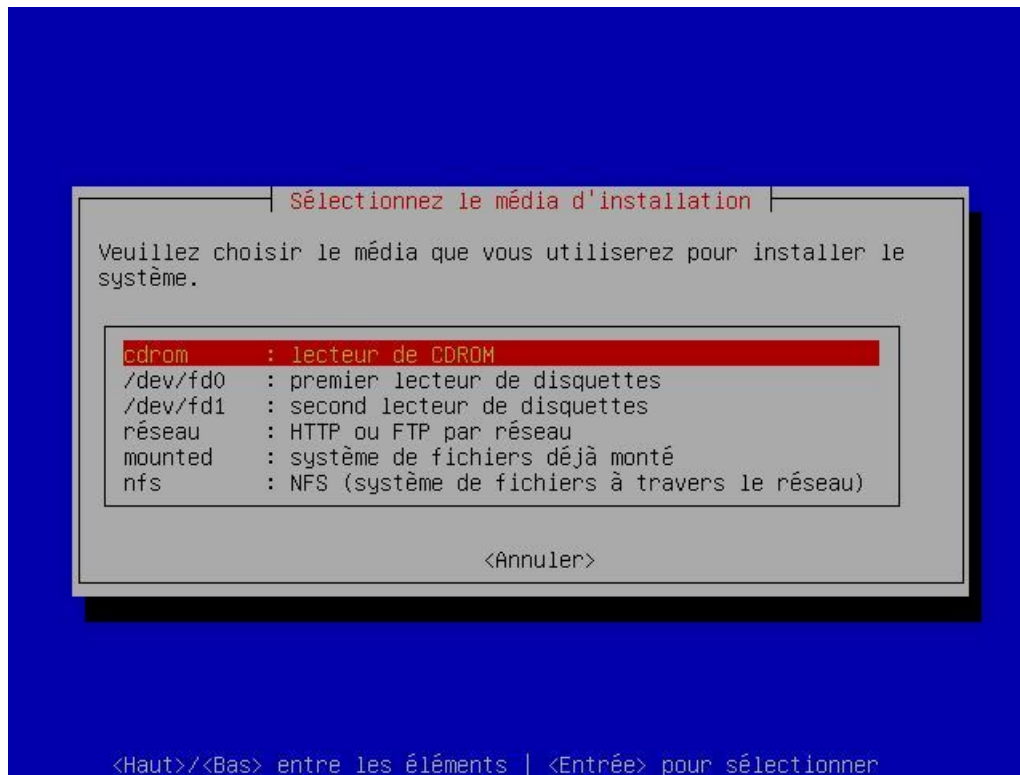 Sélectionnez le média d'installation
Veuillez choisir le média que vous utiliserez pour installer le
système.
cdrom : lecteur de CDROM
/dev/fd0 : premier lecteur de disquettes
/dev/fd1 : second lecteur de disquettes
réseau : HTTP ou FTP par réseau
mounted : système de fichiers déjà monté
nfs : NFS (système de fichiers à travers le réseau)
<Annuler>
<Haut>/<Bas> entre les éléments | <Entrée> pour sélectionner